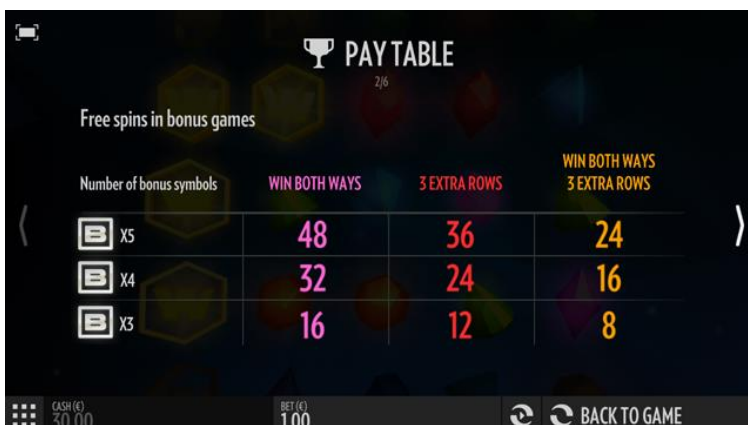 PAY TABLE
2/6
Free spins in bonus games
Number of bonus symbols WIN BOTH WAYS 3 EXTRA ROWS WIN BOTH WAYS
3 EXTRA ROWS
B X5 48 36 24
B X4 32 24 16
B X3 16 12 8
CASH (€) BET (€)
30.00 1.00 BACK TO GAME